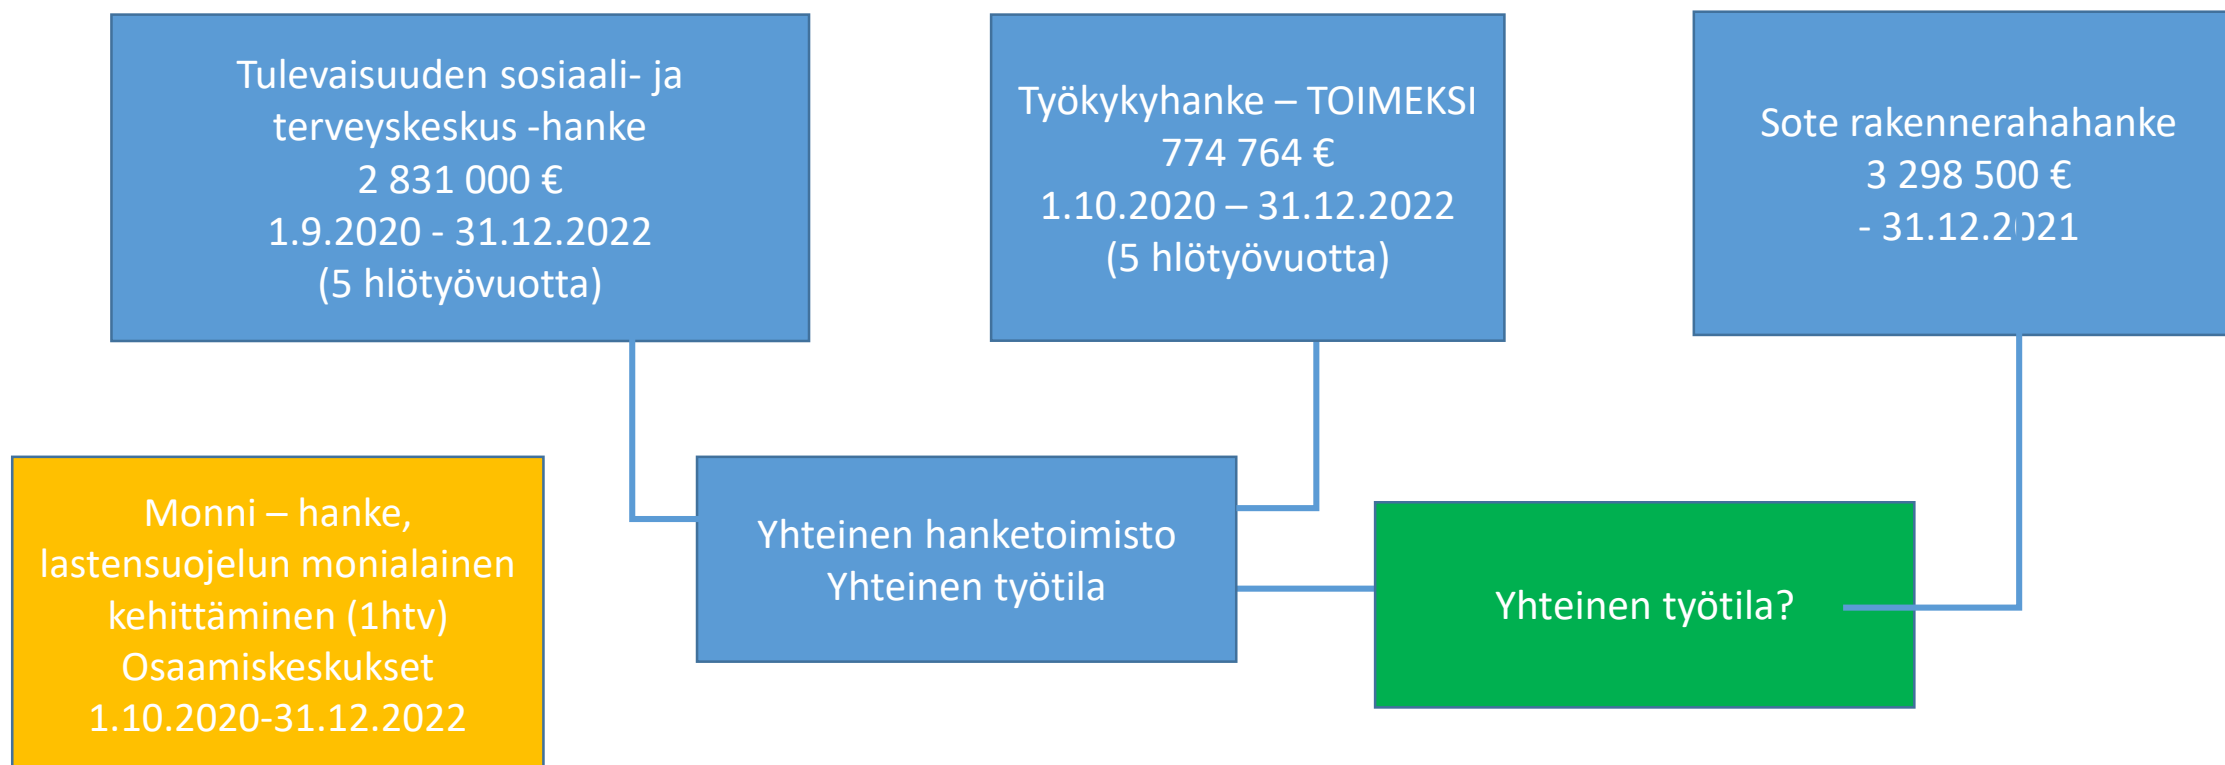 Tulevaisuuden sosiaali- ja
terveyskeskus -hanke
2 831 000 €
1.9.2020 - 31.12.2022
(5 hlötyövuotta)
Työkykyhanke – TOIMEKSI
774 764 €
1.10.2020 – 31.12.2022
(5 hlötyövuotta)
Sote rakennerahahanke
3 298 500 €
- 31.12.2021
Monni – hanke,
lastensuojelun monialainen
kehittäminen (1htv)
Osaamiskeskukset
1.10.2020-31.12.2022
Yhteinen hanketoimisto
Yhteinen työtila
Yhteinen työtila?